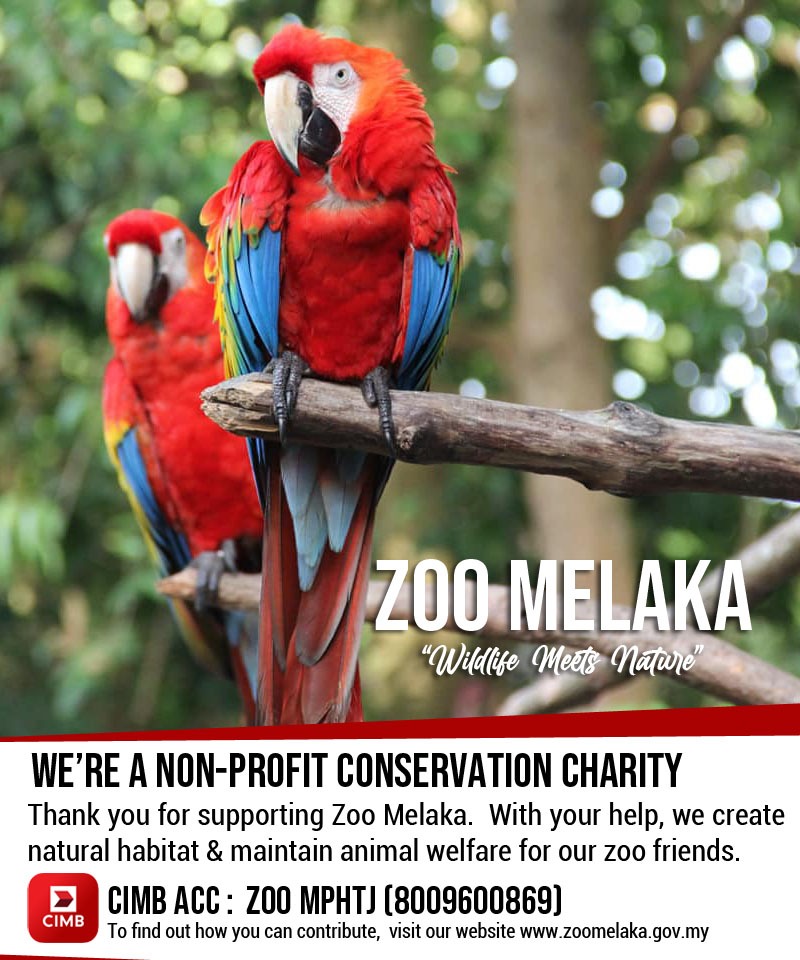 ZOO MELAKA
“Wildlife Meets Nature”
WE’RE A NON-PROFIT CONSERVATION CHARITY
Thank you for supporting Zoo Melaka. With your help, we create
natural habitat & maintain animal welfare for our zoo friends.
CIMB
CIMB ACC : ZOO MPHTJ (8009600869)
To find out how you can contribute, visit our website www.zoomelaka.gov.my